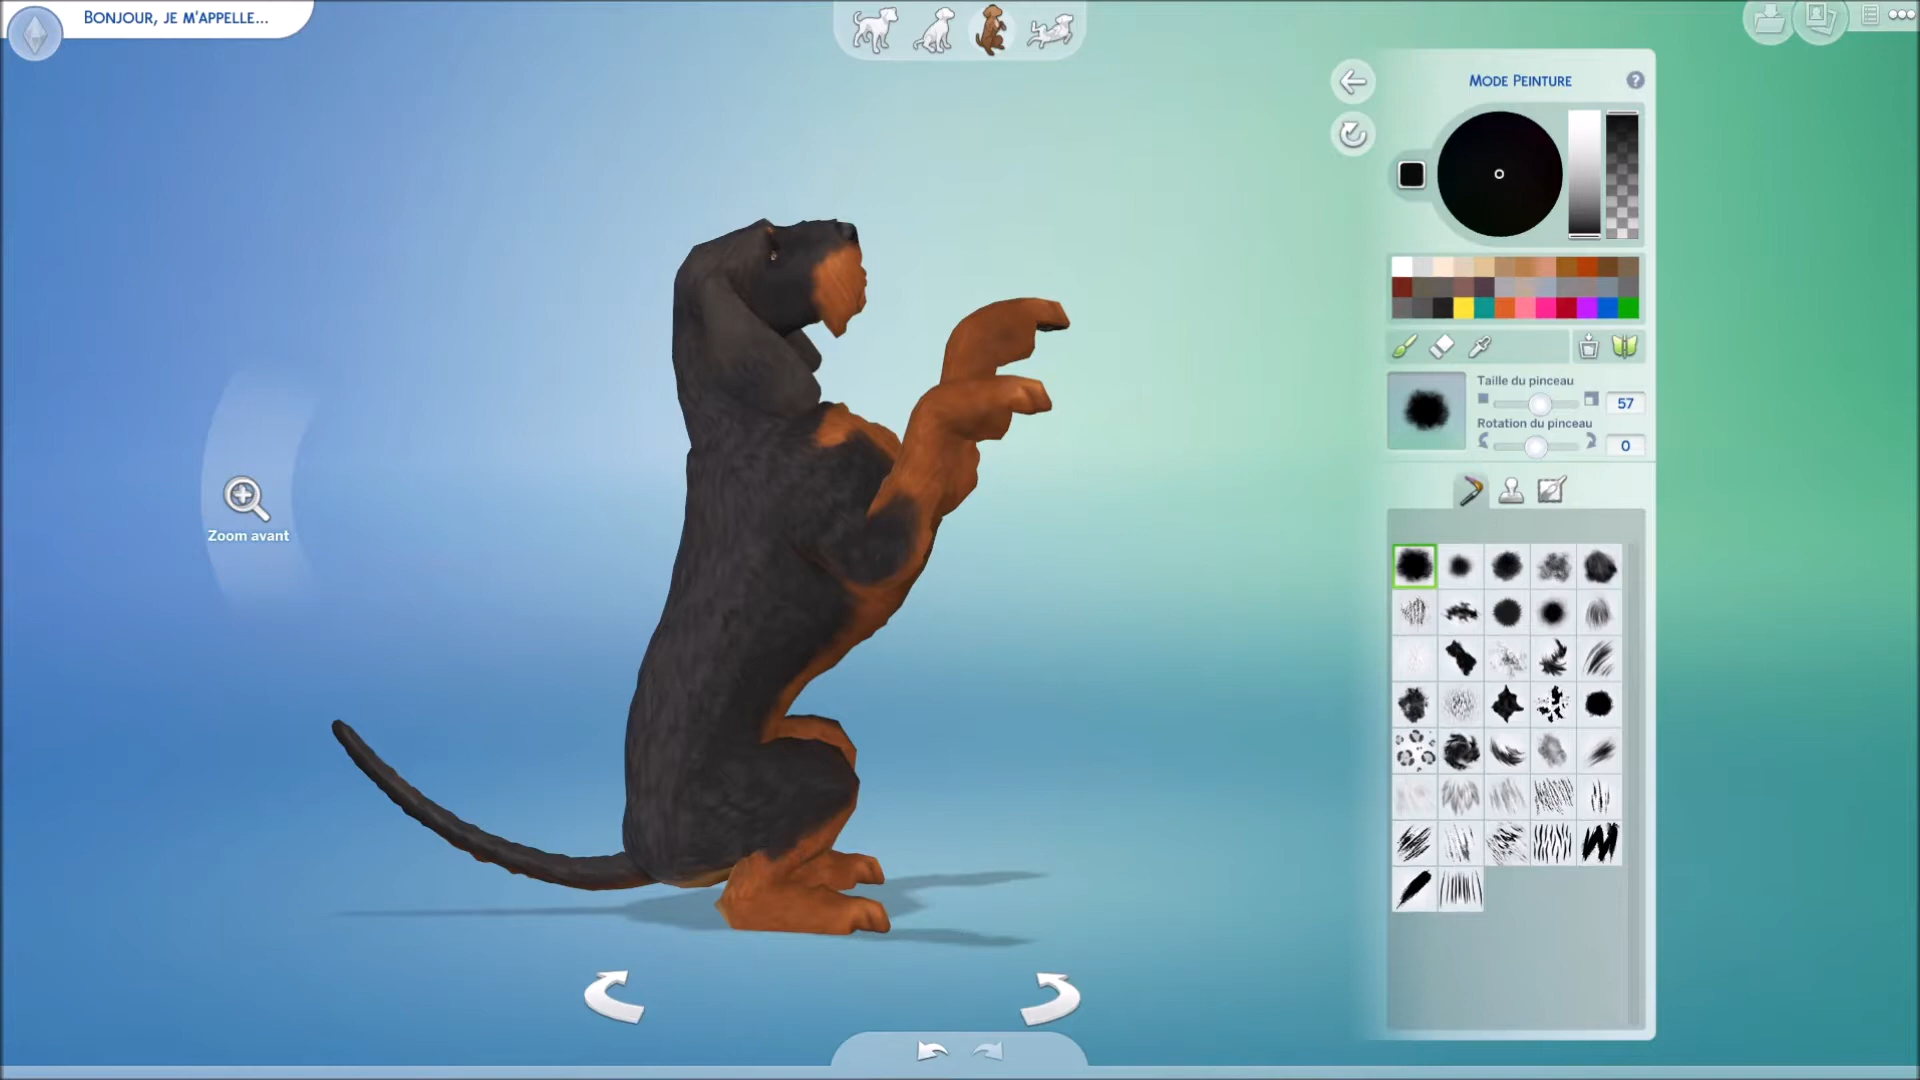 BONJOUR, JE M'APPELLE...
MODE PEINTURE
?
Taille du pinceau
57
Rotation du pinceau
0
Zoom avant